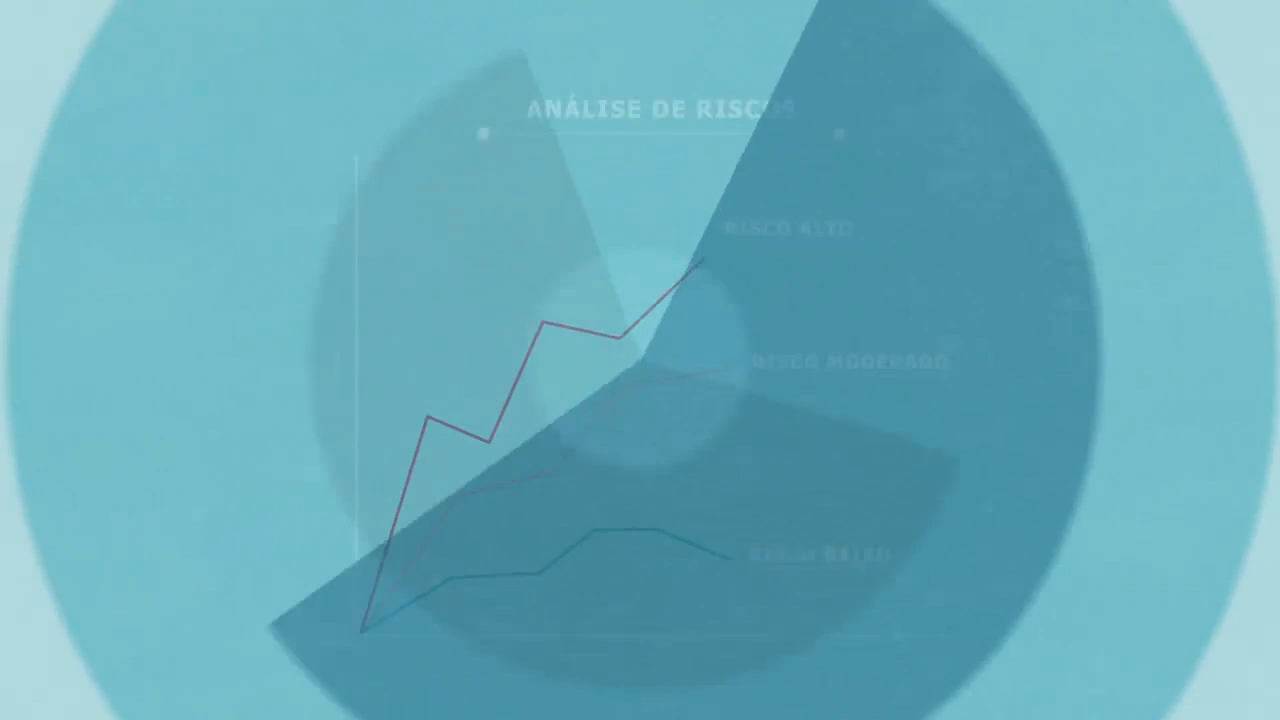 ANÁLISE DE RISCOS
RISCO ALTO
RISCO MODERADO
RISCO BAIXO